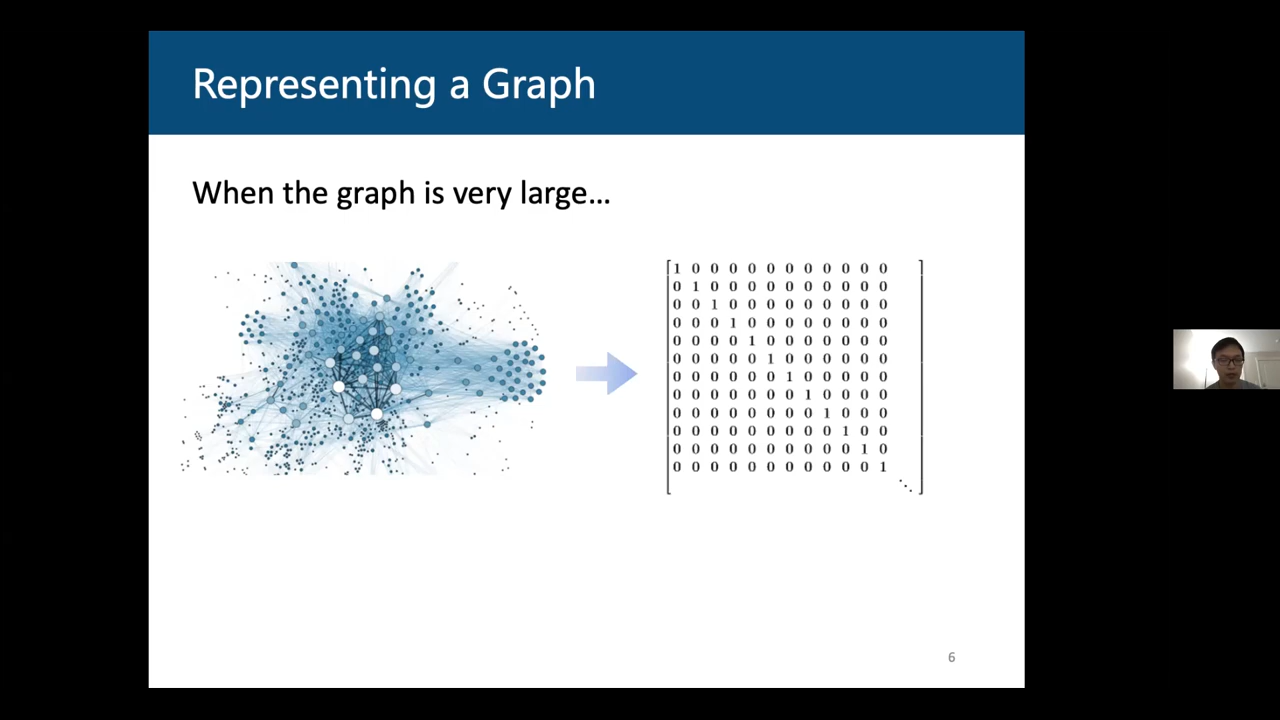 Representing a Graph
When the graph is very large...
1 0 0 0 0 0 0 0 0 0 0 0
0 1 0 0 0 0 0 0 0 0 0 0
0 0 1 0 0 0 0 0 0 0 0 0
0 0 0 1 0 0 0 0 0 0 0 0
0 0 0 0 1 0 0 0 0 0 0 0
0 0 0 0 0 1 0 0 0 0 0 0
0 0 0 0 0 0 1 0 0 0 0 0
0 0 0 0 0 0 0 1 0 0 0 0
0 0 0 0 0 0 0 0 1 0 0 0
0 0 0 0 0 0 0 0 0 1 0 0
0 0 0 0 0 0 0 0 0 0 1 0
0 0 0 0 0 0 0 0 0 0 0 1
⋱
6